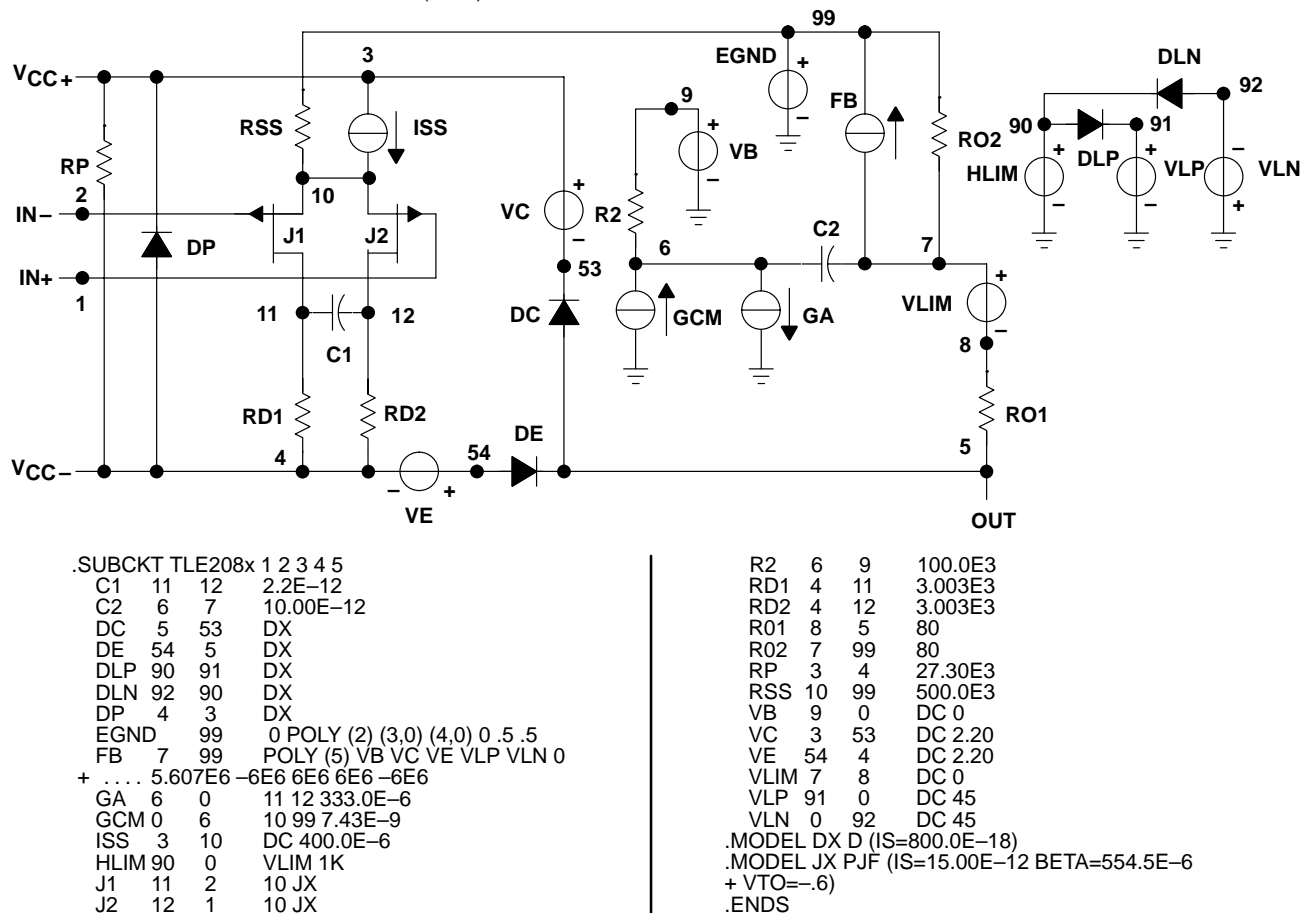 99
3
EGND
+
–
DLN
92
VCC+
9
FB
RSS
ISS
90
91
+
VB
–
RO2
HLIM
DLP
VLP
VLN
+
–
+
–
–
+
RP
10
2
IN–
VC
+
–
R2
J1
J2
C2
DP
6
7
IN+
1
53
GCM
GA
VLIM
+
–
11
12
DC
C1
8
RD1
RD2
RO1
DE
5
4
54
VCC–
–
+
VE
OUT
.SUBCKT TLE208x 1 2 3 4 5
C1 11 12 2.2E–12
C2 6 7 10.00E–12
DC 5 53 DX
DE 54 5 DX
DLP 90 91 DX
DLN 92 90 DX
DP 4 3 DX
EGND 99 0 POLY (2) (3,0) (4,0) 0 .5 .5
FB 7 99 POLY (5) VB VC VE VLP VLN 0
+ . . . . 5.607E6 –6E6 6E6 6E6 –6E6
GA 6 0 11 12 333.0E–6
GCM 0 6 10 99 7.43E–9
ISS 3 10 DC 400.0E–6
HLIM 90 0 VLIM 1K
J1 11 2 10 JX
J2 12 1 10 JX
R2 6 9 100.0E3
RD1 4 11 3.003E3
RD2 4 12 3.003E3
R01 8 5 80
R02 7 99 80
RP 3 4 27.30E3
RSS 10 99 500.0E3
VB 9 0 DC 0
VC 3 53 DC 2.20
VE 54 4 DC 2.20
VLIM 7 8 DC 0
VLP 91 0 DC 45
VLN 0 92 DC 45
.MODEL DX D (IS=800.0E–18)
.MODEL JX PJF (IS=15.00E–12 BETA=554.5E–6
+ VTO=–.6)
.ENDS